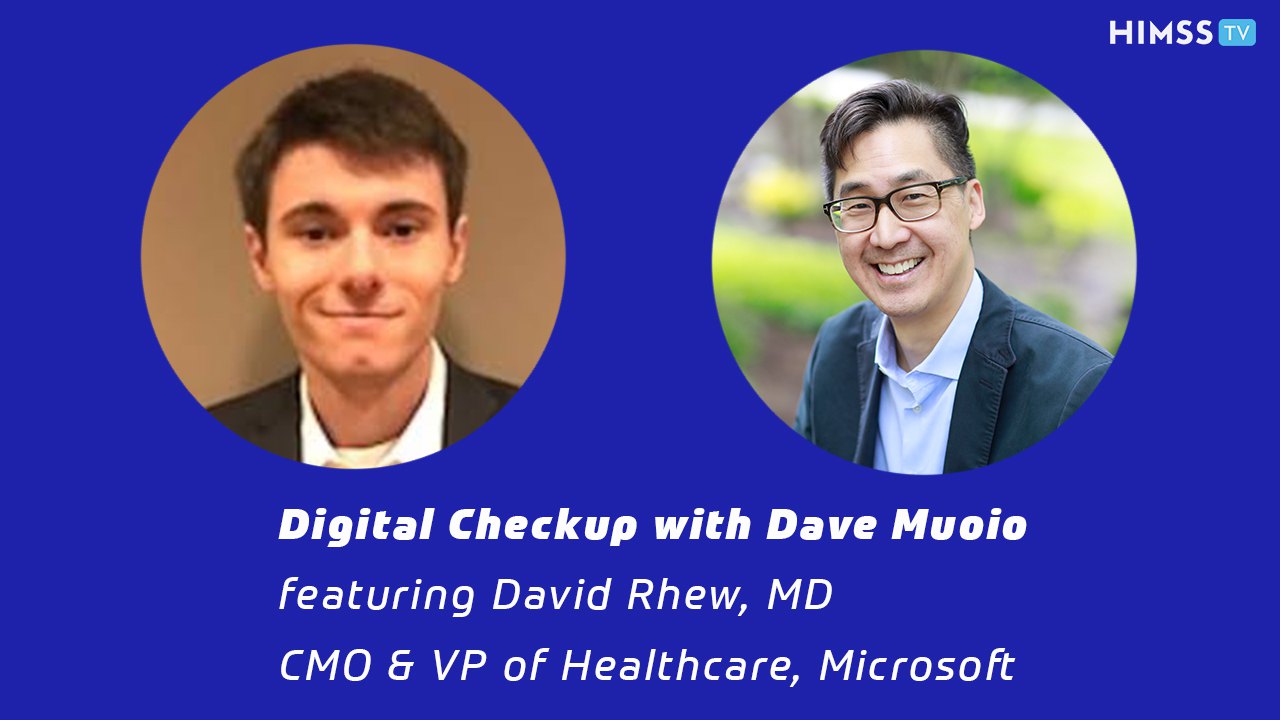 HIMSS TV
Digital Checkup with Dave Muoio
featuring David Rhew, MD
CMO & VP of Healthcare, Microsoft